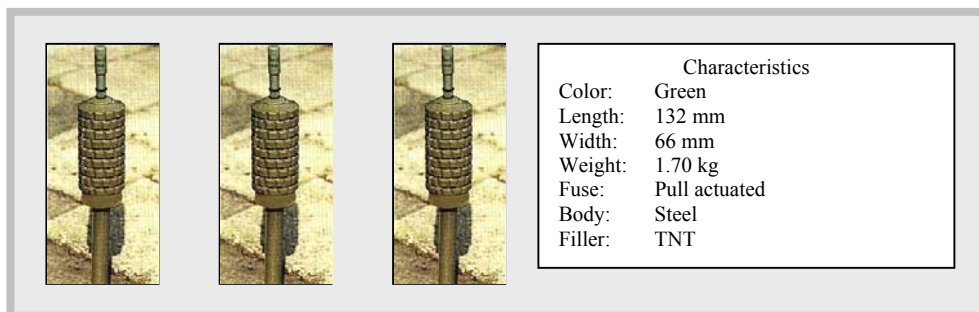 Characteristics
Color: Green
Length: 132 mm
Width: 66 mm
Weight: 1.70 kg
Fuse: Pull actuated
Body: Steel
Filler: TNT